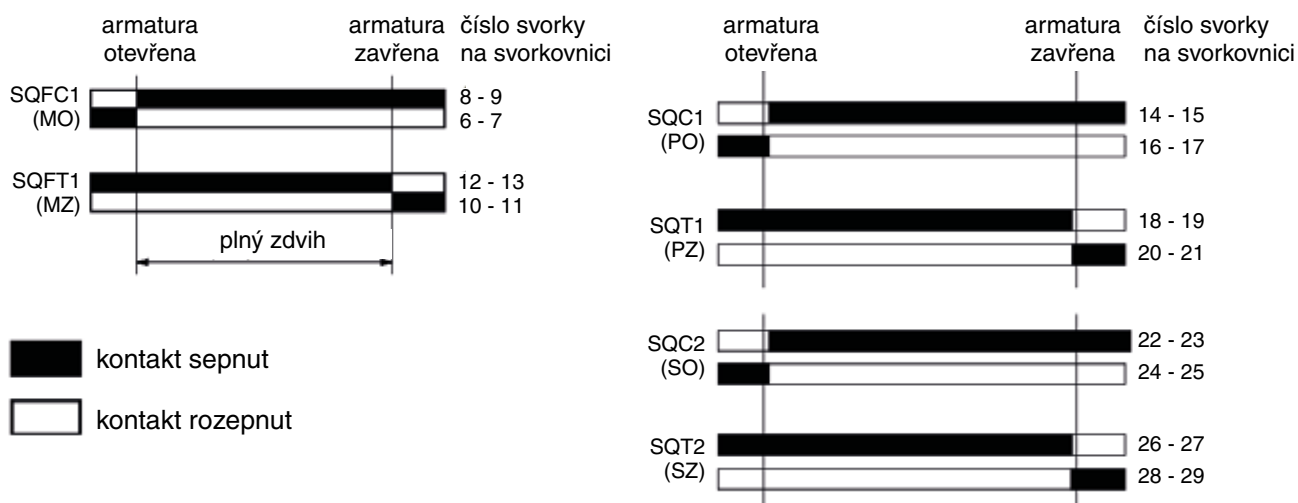 armatura otevřena
armatura zavřena
číslo svorky na svorkovnici
SQFC1
(MO)
8 - 9
6 - 7
SQFT1
(MZ)
12 - 13
10 - 11
plný zdvih
kontakt sepnut
kontakt rozepnut
armatura otevřena
armatura zavřena
číslo svorky na svorkovnici
SQC1
(PO)
14 - 15
16 - 17
SQT1
(PZ)
18 - 19
20 - 21
SQC2
(SO)
22 - 23
24 - 25
SQT2
(SZ)
26 - 27
28 - 29